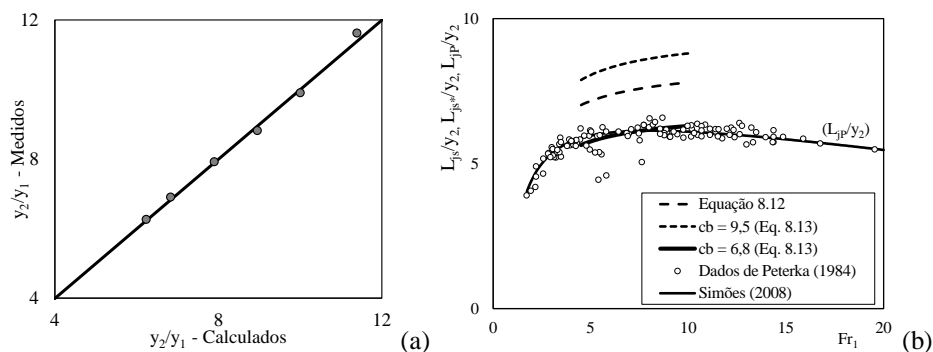 12
8
4
y2/y1 - Medidos
4
8
12
y2/y1 - Calculados
(a)
10
5
0
Ljs/y2, Ljs*/y2, LjP/y2
(LjP/y2)
Equação 8.12
cb = 9,5 (Eq. 8.13)
cb = 6,8 (Eq. 8.13)
Dados de Peterka (1984)
Simões (2008)
0
5
10
15
20
Fr1
(b)